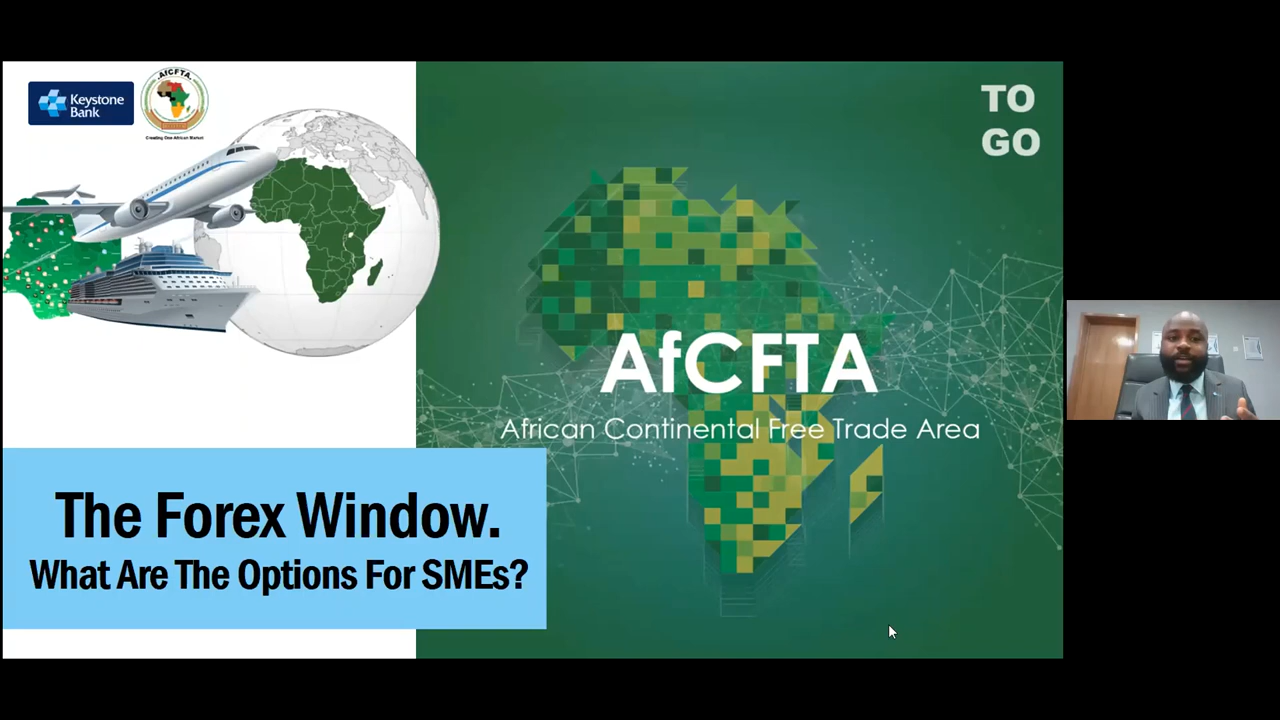 Keystone
Bank
AfCFTA
Creating One African Market
TO
GO
AfCFTA
African Continental Free Trade Area
The Forex Window.
What Are The Options For SMEs?